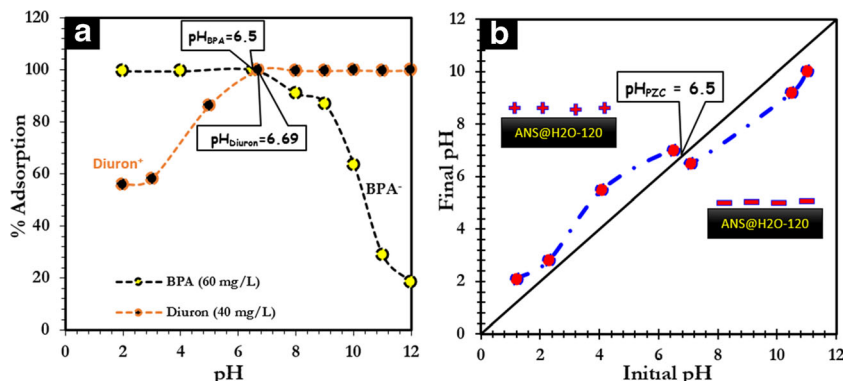 a
pH_BPA=6.5
pH_Diuron=6.69
Diuron⁺
BPA⁻
BPA (60 mg/L)
Diuron (40 mg/L)
% Adsorption
120
100
80
60
40
20
0
0 2 4 6 8 10 12
pH
b
pH_PZC = 6.5
ANS@H2O-120
ANS@H2O-120
Final pH
12
10
8
6
4
2
0
0 2 4 6 8 10 12
Initial pH